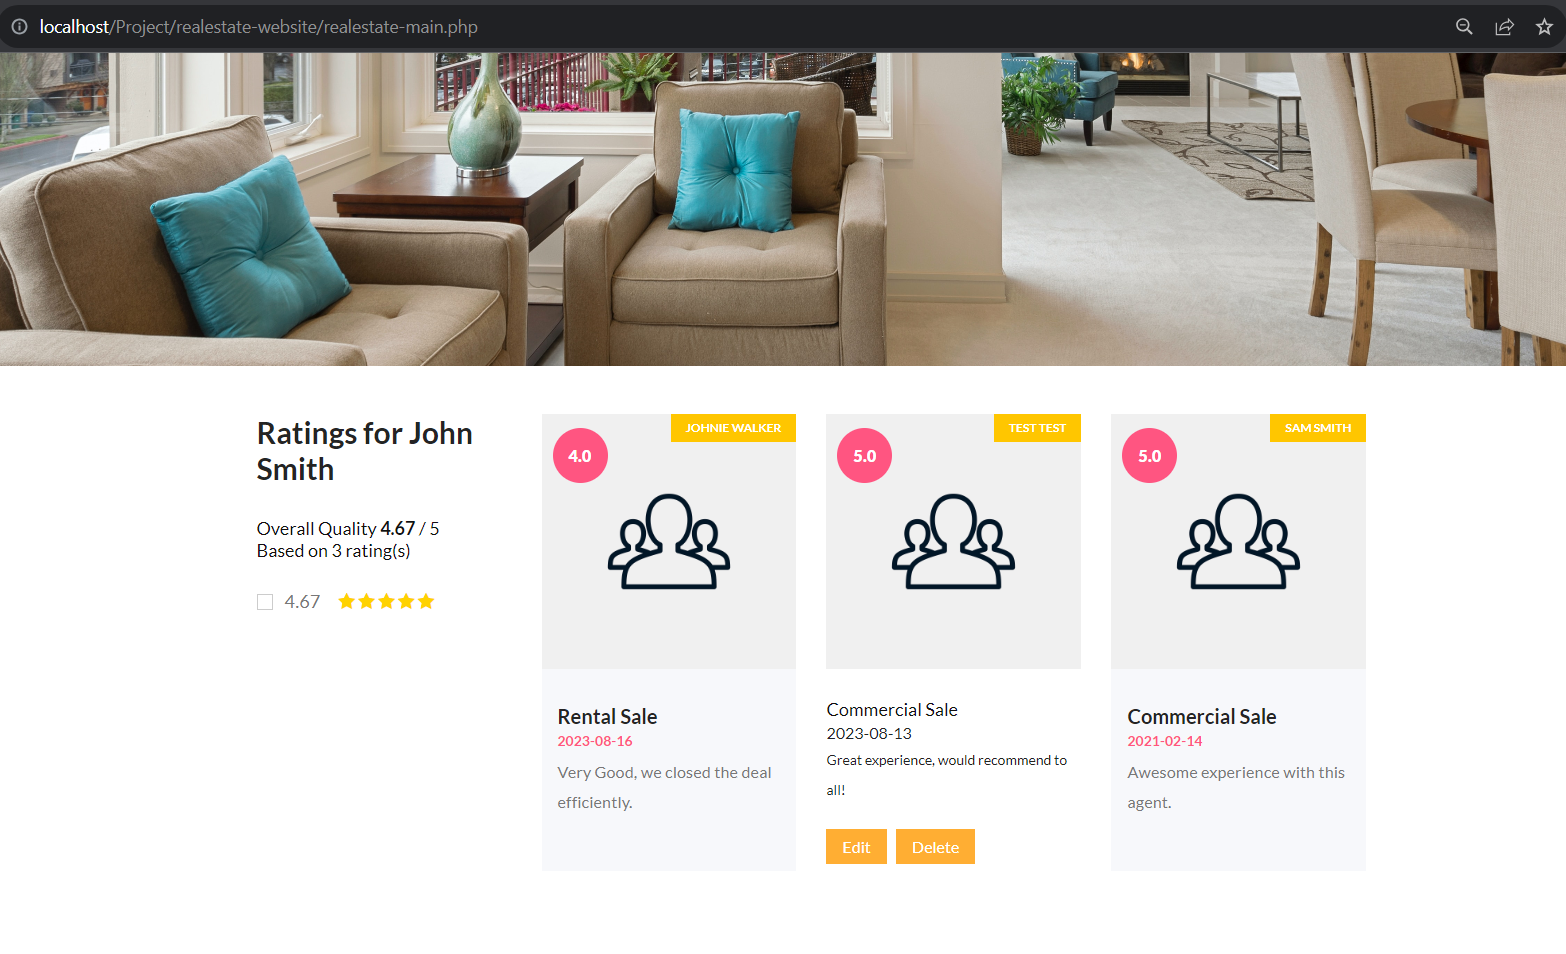 localhost/Project/realestate-website/realestate-main.php
Ratings for John
Smith
Overall Quality 4.67 / 5
Based on 3 rating(s)
4.67
JOHNIE WALKER
4.0
Rental Sale
2023-08-16
Very Good, we closed the deal
efficiently.
TEST TEST
5.0
Commercial Sale
2023-08-13
Great experience, would recommend to
all!
Edit
Delete
SAM SMITH
5.0
Commercial Sale
2021-02-14
Awesome experience with this
agent.